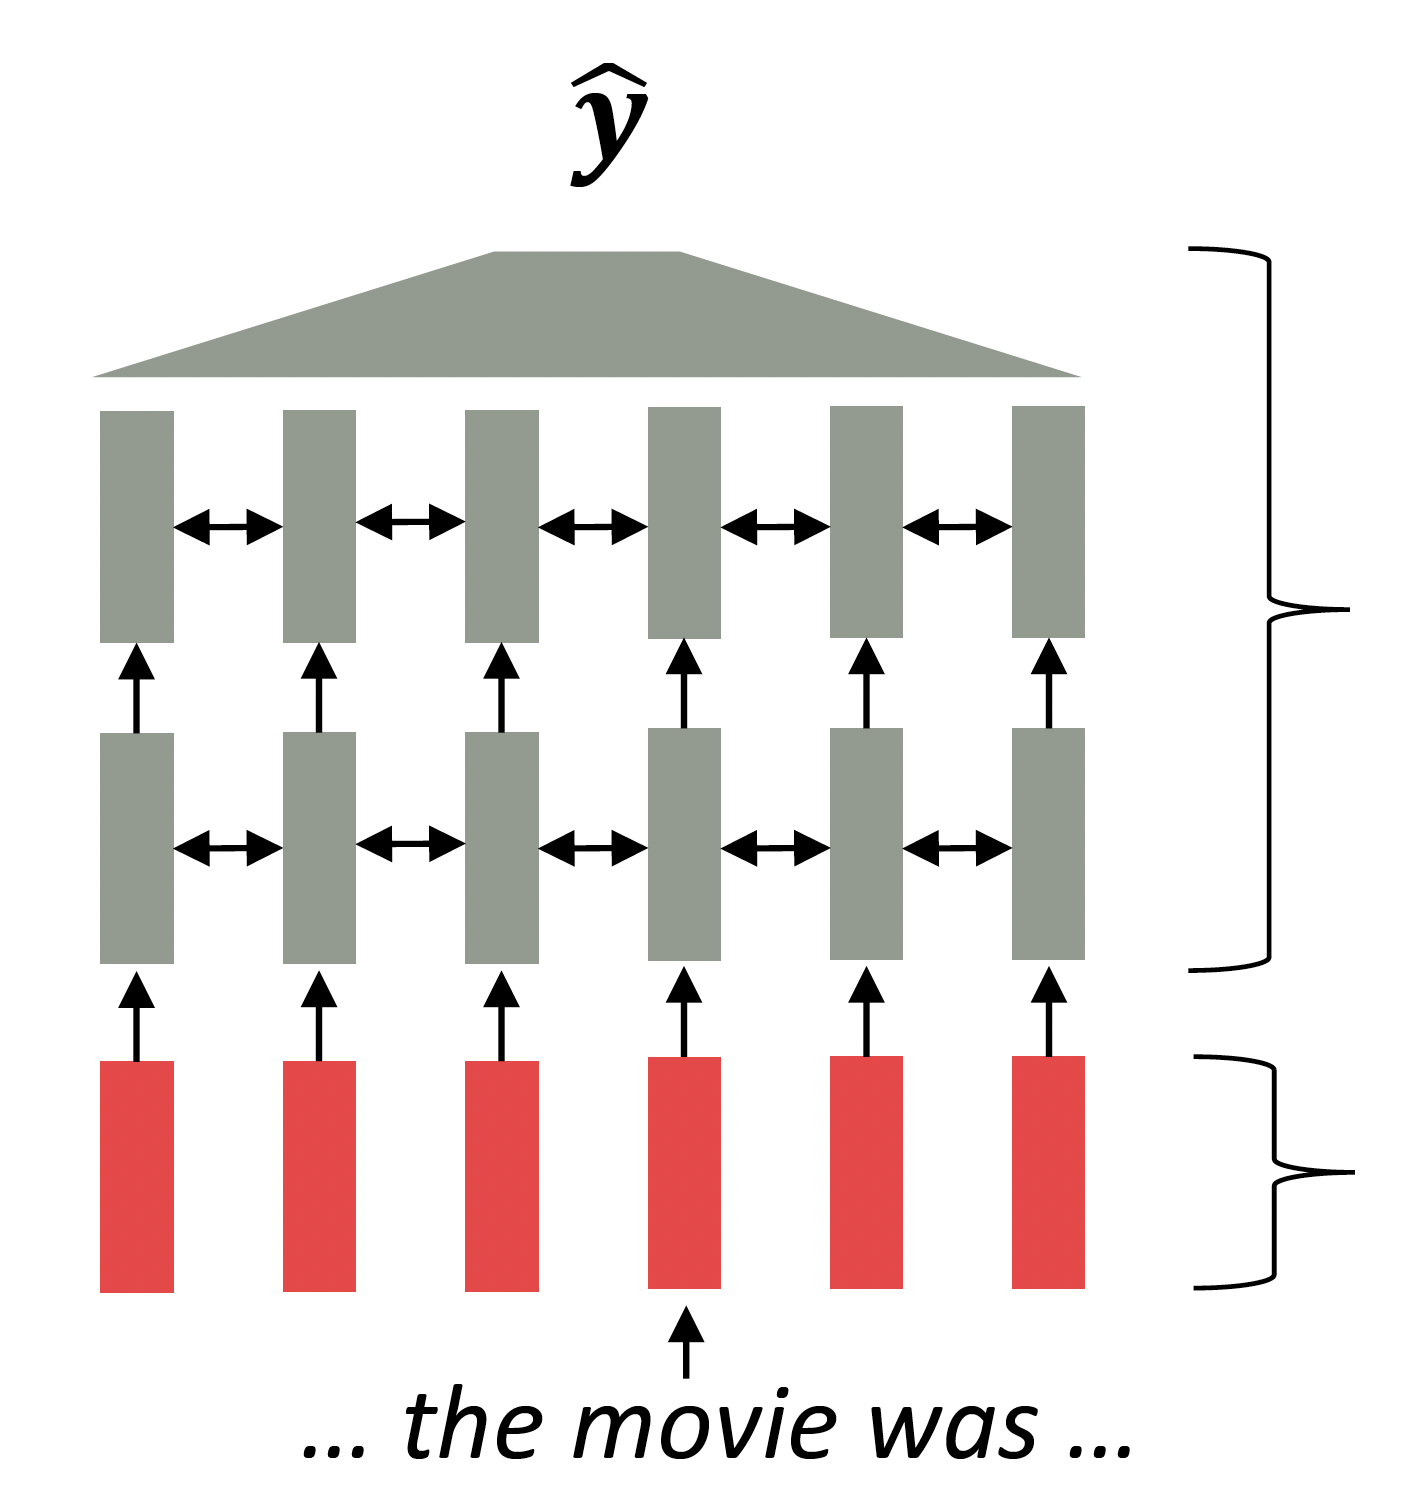 ŷ
… the movie was …